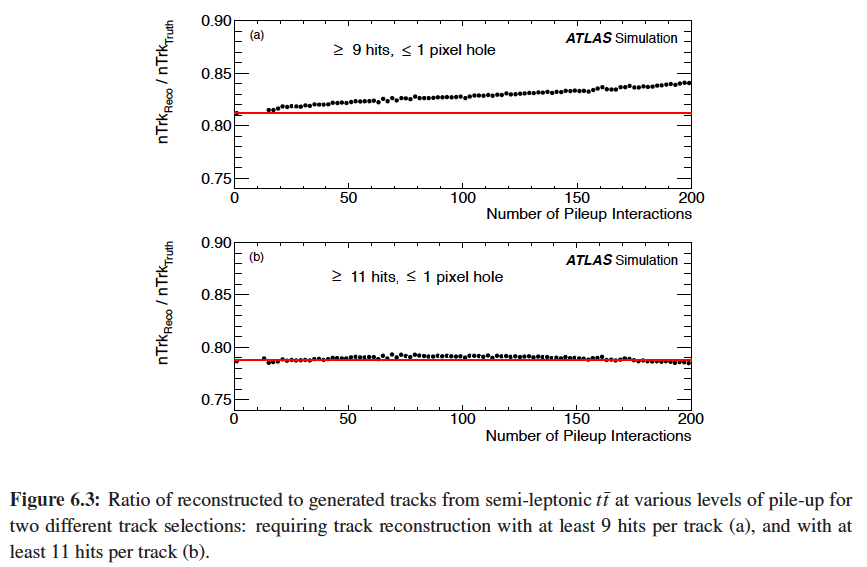 0.90
(a)
≥ 9 hits, ≤ 1 pixel hole
ATLAS Simulation
0.85
0.80
0.75
nTrkReco / nTrkTruth
0 50 100 150 200
Number of Pileup Interactions
0.90
(b)
≥ 11 hits, ≤ 1 pixel hole
ATLAS Simulation
0.85
0.80
0.75
nTrkReco / nTrkTruth
0 50 100 150 200
Number of Pileup Interactions
Figure 6.3: Ratio of reconstructed to generated tracks from semi-leptonic tt̄ at various levels of pile-up for
two different track selections: requiring track reconstruction with at least 9 hits per track (a), and with at
least 11 hits per track (b).